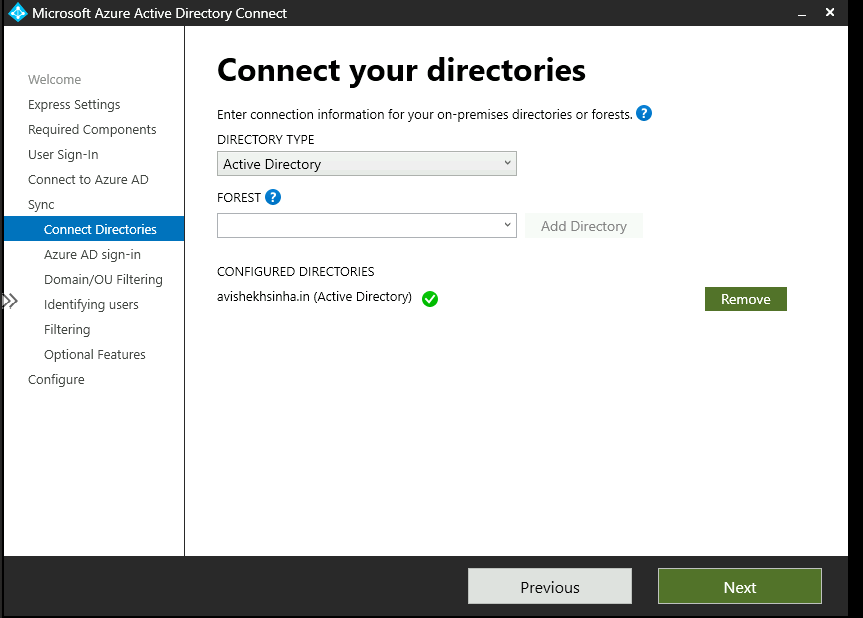 Microsoft Azure Active Directory Connect
Welcome
Express Settings
Required Components
User Sign-In
Connect to Azure AD
Sync
Connect Directories
Azure AD sign-in
Domain/OU Filtering
Identifying users
Filtering
Optional Features
Configure
Connect your directories
Enter connection information for your on-premises directories or forests. ?
DIRECTORY TYPE
Active Directory
FOREST ?
Add Directory
CONFIGURED DIRECTORIES
avishekhsinha.in (Active Directory)
Remove
Previous
Next